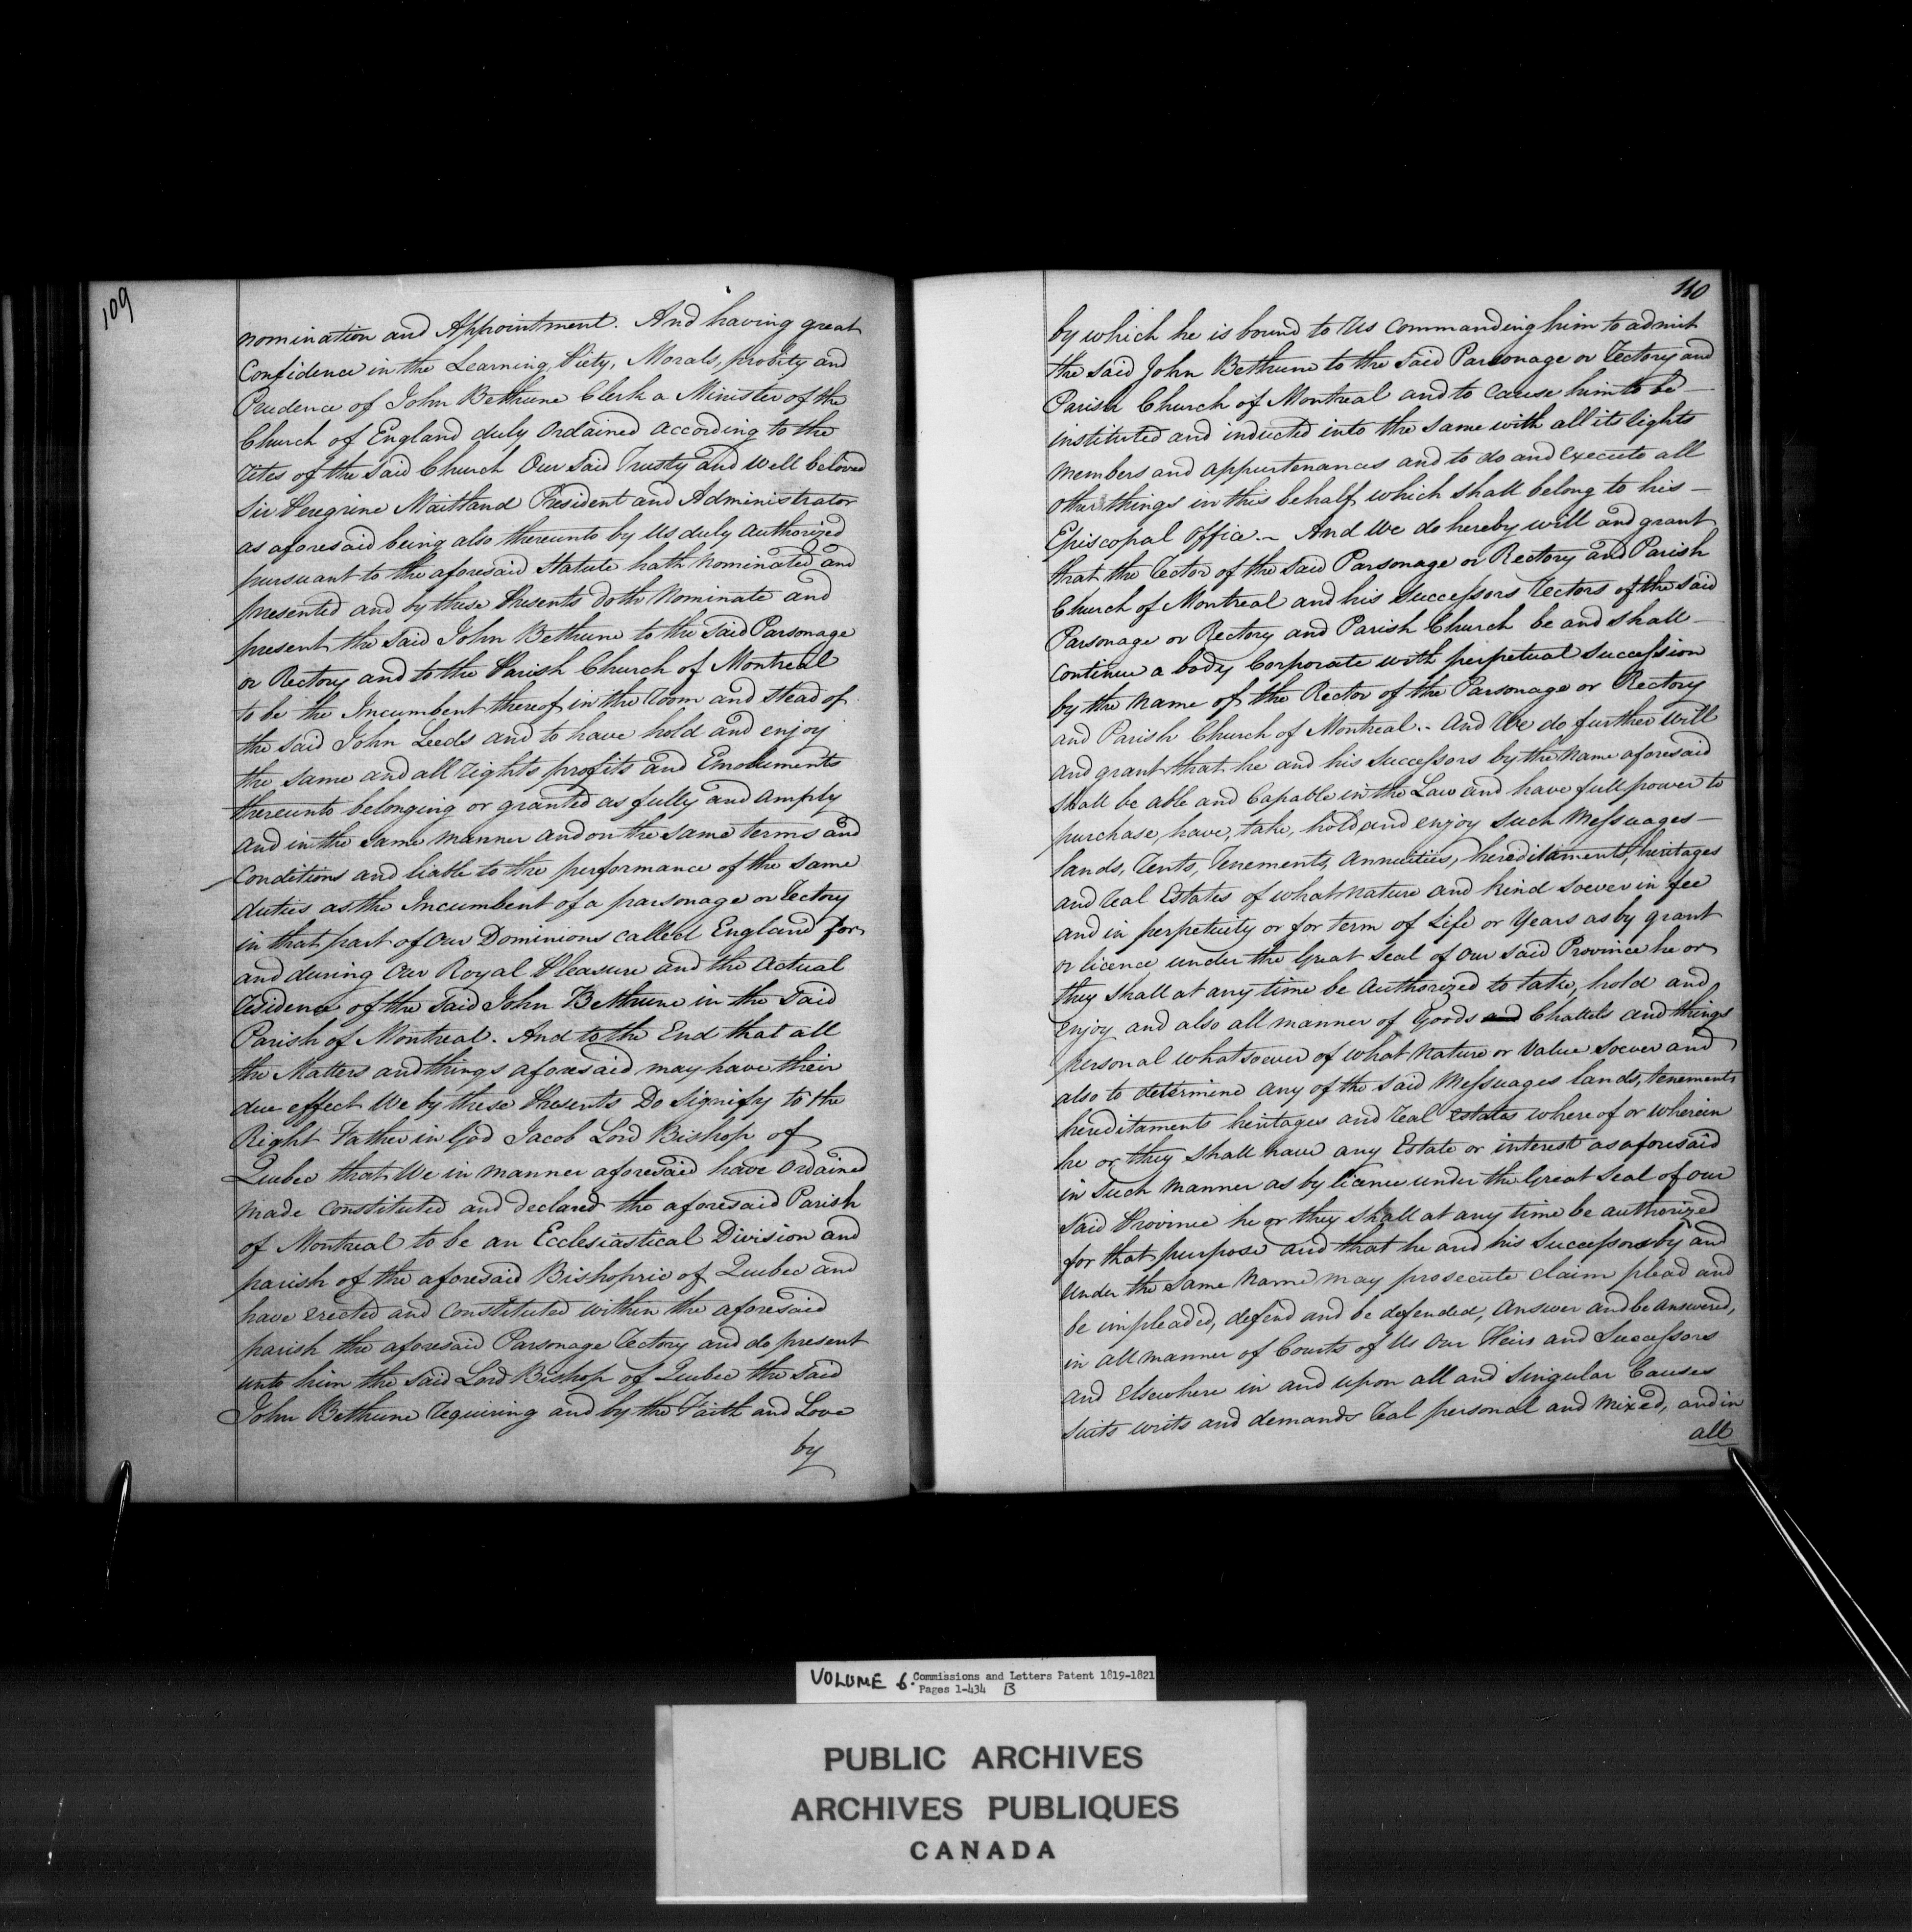 109
nomination and Appointment. And having great
Confidence in the Learning, Piety, Morals, probity and
Prudence of John Bethune Clerk a Minister of the
Church of England duly Ordained according to the
rites of the said Church Our said Trusty and Well beloved
Sir Peregrine Maitland President and Administrator
as aforesaid being also thereunto by Us duly authorized
pursuant to the aforesaid Statute hath nominated and
presented and by these Presents doth Nominate and
present the said John Bethune to the said Parsonage
or Rectory and to the Parish Church of Montreal
to be the Incumbent thereof in the room and Stead of
the said John Leeds and to have hold and enjoy
the same and all rights profits and Emoluments
thereunto belonging or granted as fully and amply
and in the same manner and on the same terms and
Conditions and liable to the performance of the same
duties as the Incumbent of a parsonage or rectory
in that part of our Dominions called England for
and during Our Royal Pleasure and the actual
residence of the said John Bethune in the said
Parish of Montreal. And to the End that all
the Matters and things aforesaid may have their
due effect We by these Presents Do Signify to the
Right Father in God Jacob Lord Bishop of
Quebec that We in manner aforesaid have Ordained
made constituted and declared the aforesaid Parish
of Montreal to be an Ecclesiastical Division and
parish of the aforesaid Bishopric of Quebec and
have erected and constituted within the aforesaid
parish the aforesaid Parsonage rectory and do present
unto him the said Lord Bishop of Quebec the said
John Bethune requiring and by the Faith and Love
by
110
by which he is bound to Us Commanding him to admit
the said John Bethune to the said Parsonage or rectory and
Parish Church of Montreal and to cause him to be
instituted and inducted into the same with all its rights
members and appurtenances and to do and execute all
other things in this behalf which shall belong to his
Episcopal Office. And We do hereby will and grant
that the rector of the said Parsonage or Rectory and Parish
Church of Montreal and his successors rectors of the said
Parsonage or Rectory and Parish Church be and shall
continue a body Corporate with perpetual succession
by the name of the Rector of the Parsonage or Rectory
and Parish Church of Montreal. And We do further Will
and grant that he and his successors by the name aforesaid
shall be able and Capable in the Law and have full power to
purchase, have, take, hold and enjoy such Messuages
lands, rents, tenements, annuities, hereditaments, heritages
and real Estates of what nature and kind soever in fee
and in perpetuity or for term of Life or Years as by grant
or licence under the Great Seal of our said Province he or
they shall at any time be authorized to take, hold and
enjoy and also all manner of Goods and Chattels and things
personal whatsoever of what nature or value soever and
also to determine any of the said Messuages lands, tenements
hereditaments heritages and real estates whereof or wherein
he or they shall have any Estate or interest as aforesaid
in such manner as by licence under the Great Seal of our
said Province he or they shall at any time be authorized
for that purpose and that he and his Successors by and
under the same name may prosecute claim plead and
be impleaded, defend and be defended, answer and be answered,
in all manner of Courts of Us our Heirs and Successors
and Elsewhere in and upon all and singular Causes
suits writs and demands real personal and mixed, and in
all
VOLUME 6. Commissions and Letters Patent 1819-1821
Pages 1-434 B
PUBLIC ARCHIVES
ARCHIVES PUBLIQUES
CANADA